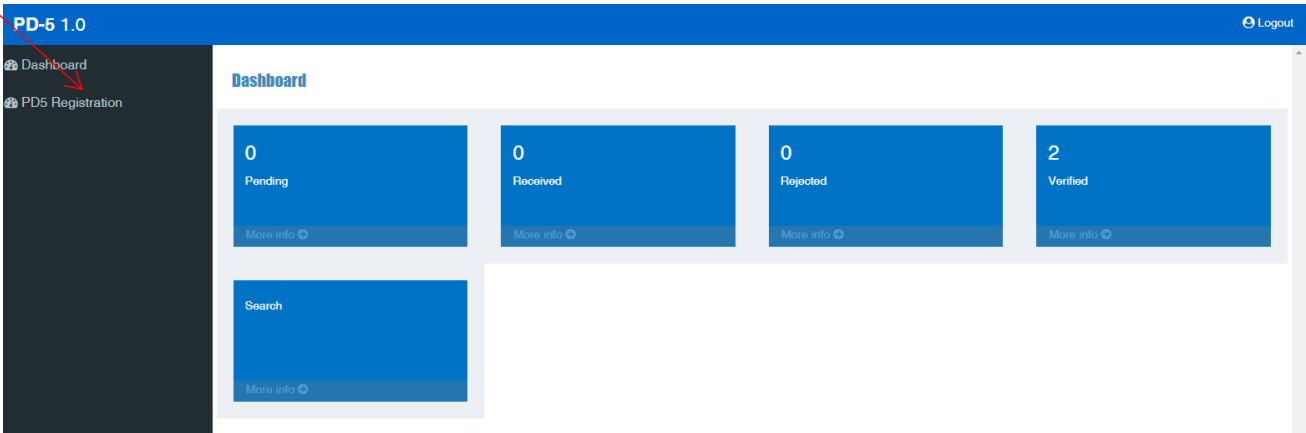 PD-5 1.0
Logout
Dashboard
PD5 Registration
Dashboard
0
Pending
More info
0
Received
More info
0
Rejected
More info
2
Verified
More info
Search
More info